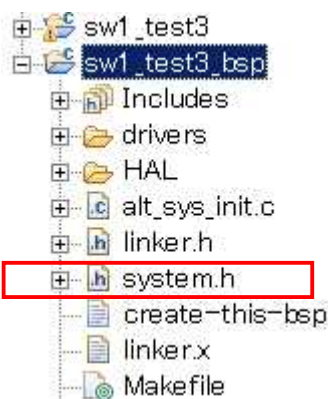 sw1_test3
sw1_test3_bsp
Includes
drivers
HAL
alt_sys_init.c
linker.h
system.h
create-this-bsp
linker.x
Makefile